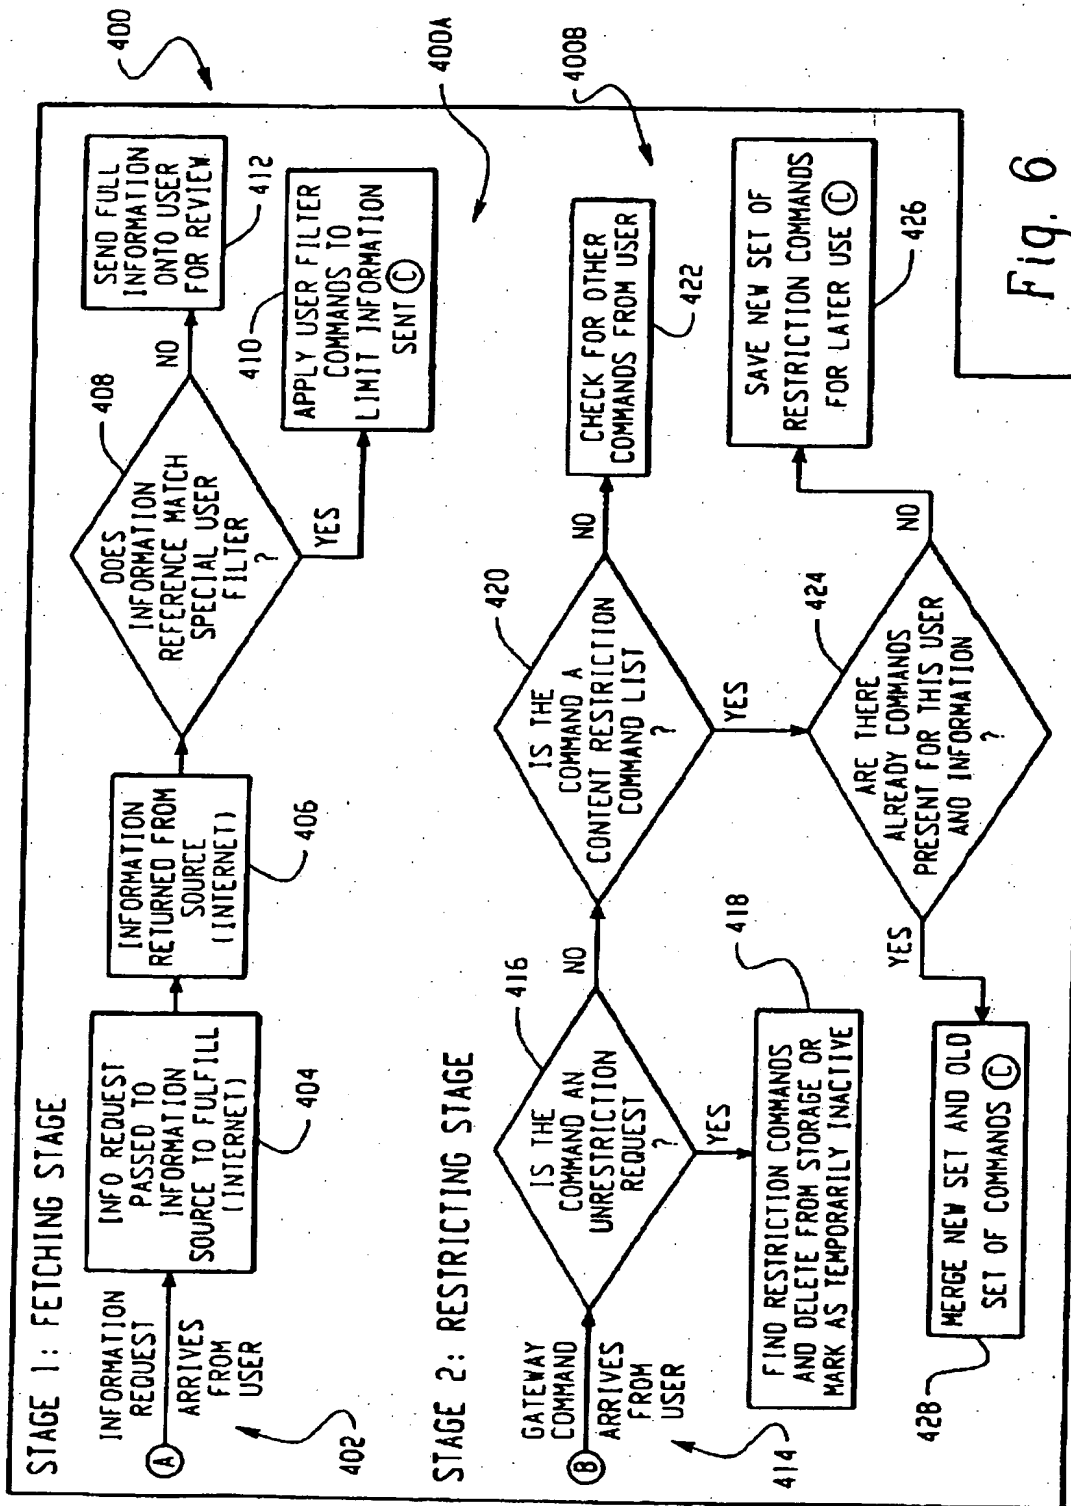 400
STAGE 1: FETCHING STAGE
A
INFORMATION
REQUEST
ARRIVES
FROM
USER
402
INFO REQUEST
PASSED TO
INFORMATION
SOURCE TO FULFILL
(INTERNET)
404
INFORMATION
RETURNED FROM
SOURCE
(INTERNET)
406
DOES
INFORMATION
REFERENCE MATCH
SPECIAL USER
FILTER
?
408
NO
SEND FULL
INFORMATION
ONTO USER
FOR REVIEW
412
YES
410
APPLY USER FILTER
COMMANDS TO
LIMIT INFORMATION
SENT C
400A
STAGE 2: RESTRICTING STAGE
400B
B
GATEWAY
COMMAND
ARRIVES
FROM
USER
414
IS THE
COMMAND AN
UNRESTRICTION
REQUEST
?
416
NO
YES
FIND RESTRICTION COMMANDS
AND DELETE FROM STORAGE OR
MARK AS TEMPORARILY INACTIVE
418
IS THE
COMMAND A
CONTENT RESTRICTION
COMMAND LIST
?
420
NO
CHECK FOR OTHER
COMMANDS FROM USER
422
YES
ARE THERE
ALREADY COMMANDS
PRESENT FOR THIS USER
AND INFORMATION
?
424
NO
SAVE NEW SET OF
RESTRICTION COMMANDS
FOR LATER USE C
426
YES
MERGE NEW SET AND OLD
SET OF COMMANDS C
428
Fig. 6